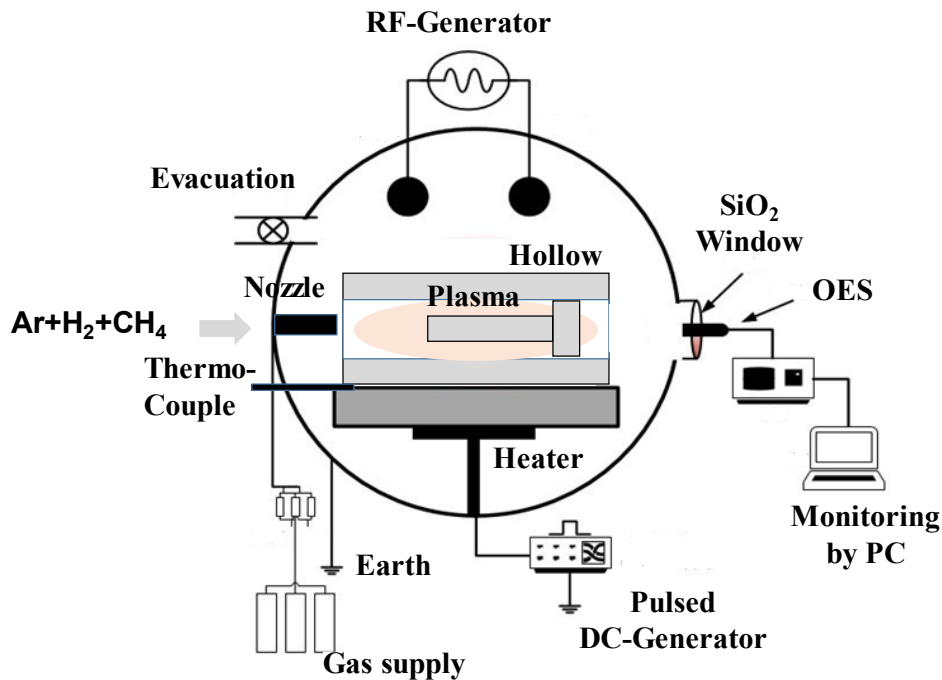 RF-Generator
Evacuation
SiO₂
Window
Hollow
Nozzle
Plasma
OES
Ar+H₂+CH₄
Thermo-
Couple
Heater
Monitoring
by PC
Earth
Pulsed
DC-Generator
Gas supply